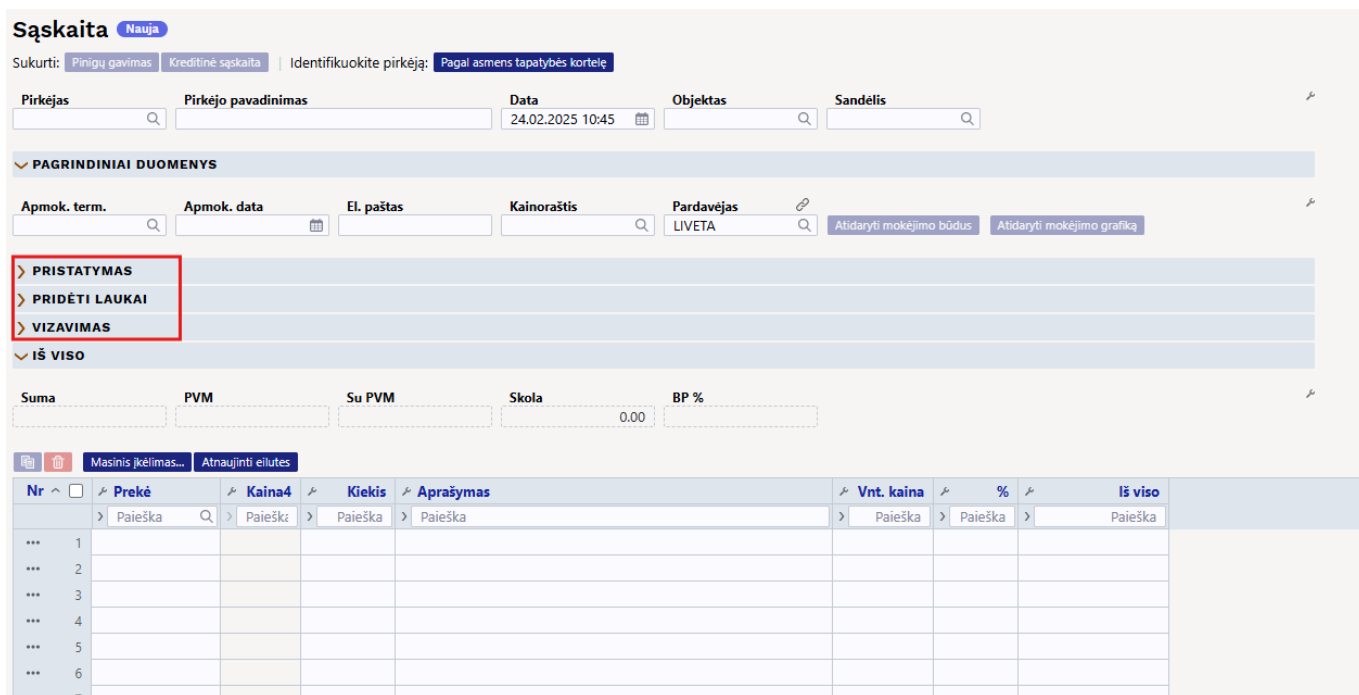 Sąskaita Nauja
Sukurti: Pinigų gavimas Kreditinė sąskaita | Identifikuokite pirkėją: Pagal asmens tapatybės kortelę
Pirkėjas Pirkėjo pavadinimas Data Objektas Sandėlis
24.02.2025 10:45
PAGRINDINIAI DUOMENYS
Apmok. term. Apmok. data El. paštas Kainoraštis Pardavėjas
LIVETA Atidaryti mokėjimo būdus Atidaryti mokėjimo grafiką
PRISTATYMAS
PRIDĖTI LAUKAI
VIZAVIMAS
IŠ VISO
Suma PVM Su PVM Skola BP %
0.00
Masinis įkėlimas... Atnaujinti eilutes
Nr Prekė Kaina4 Kiekis Aprašymas Vnt. kaina % Iš viso
Paieška Paieška Paieška Paieška Paieška Paieška Paieška
1
2
3
4
5
6